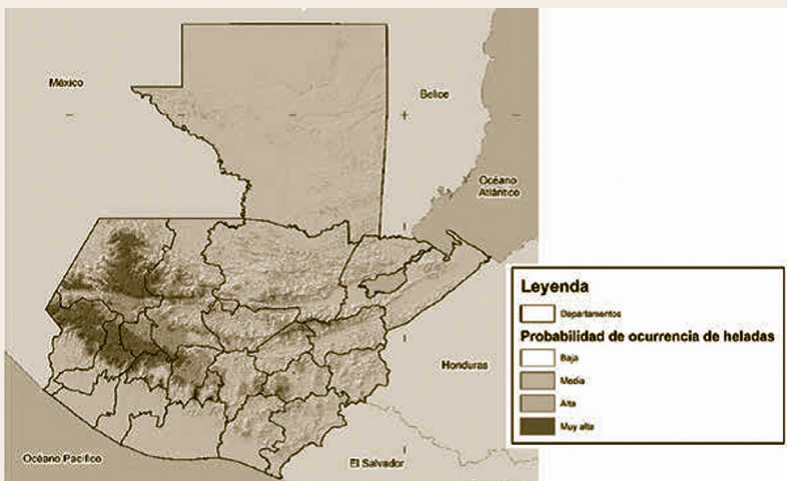 México
Belice
Océano
Atlántico
Honduras
El Salvador
Océano Pacífico
Leyenda
Departamentos
Probabilidad de ocurrencia de heladas
Baja
Media
Alta
Muy alta